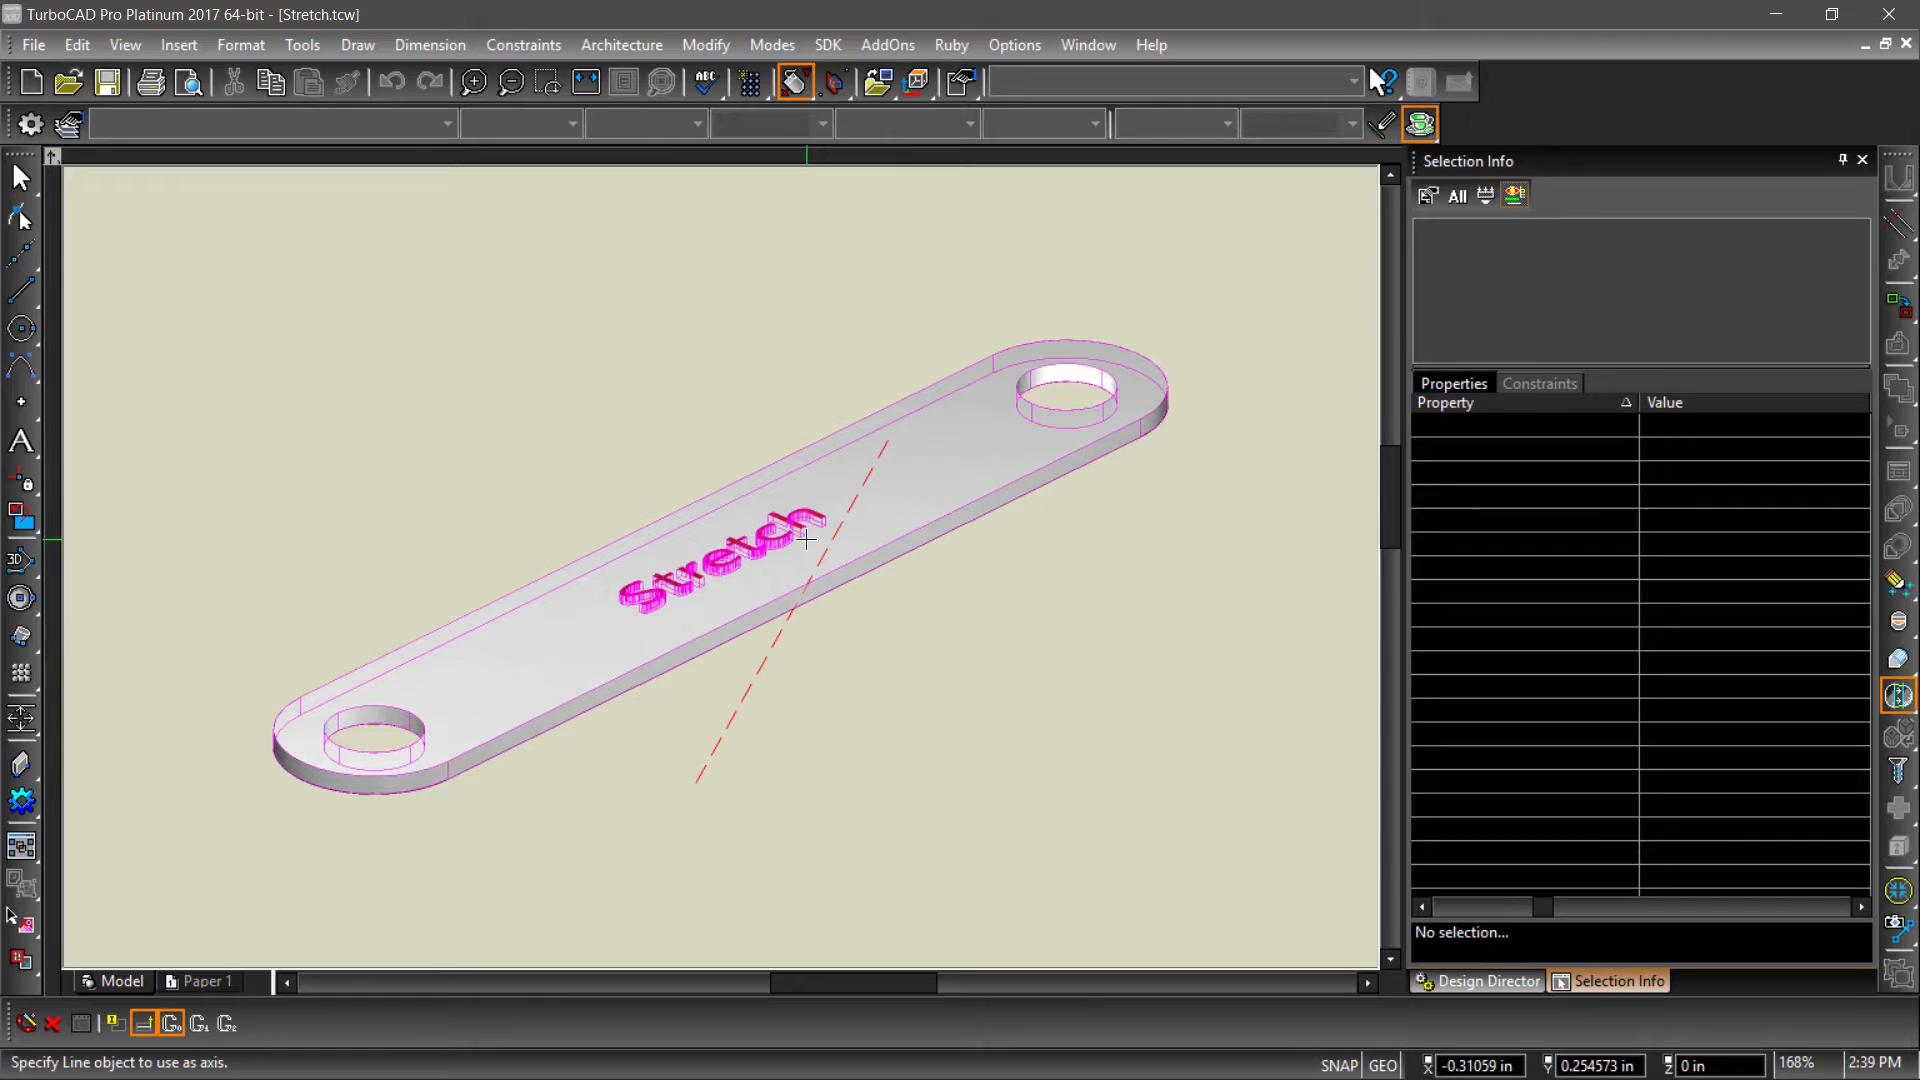 TurboCAD Pro Platinum 2017 64-bit - [Stretch.tcw]
File Edit View Insert Format Tools Draw Dimension Constraints Architecture Modify Modes SDK AddOns Ruby Options Window Help
ABC
Selection Info
All
Properties Constraints
Property Value
Stretch
A
3D
No selection...
Model Paper 1
Design Director Selection Info
Specify Line object to use as axis.
SNAP GEO X -0.31059 in Y 0.254573 in Z 0 in 168% 2:39 PM